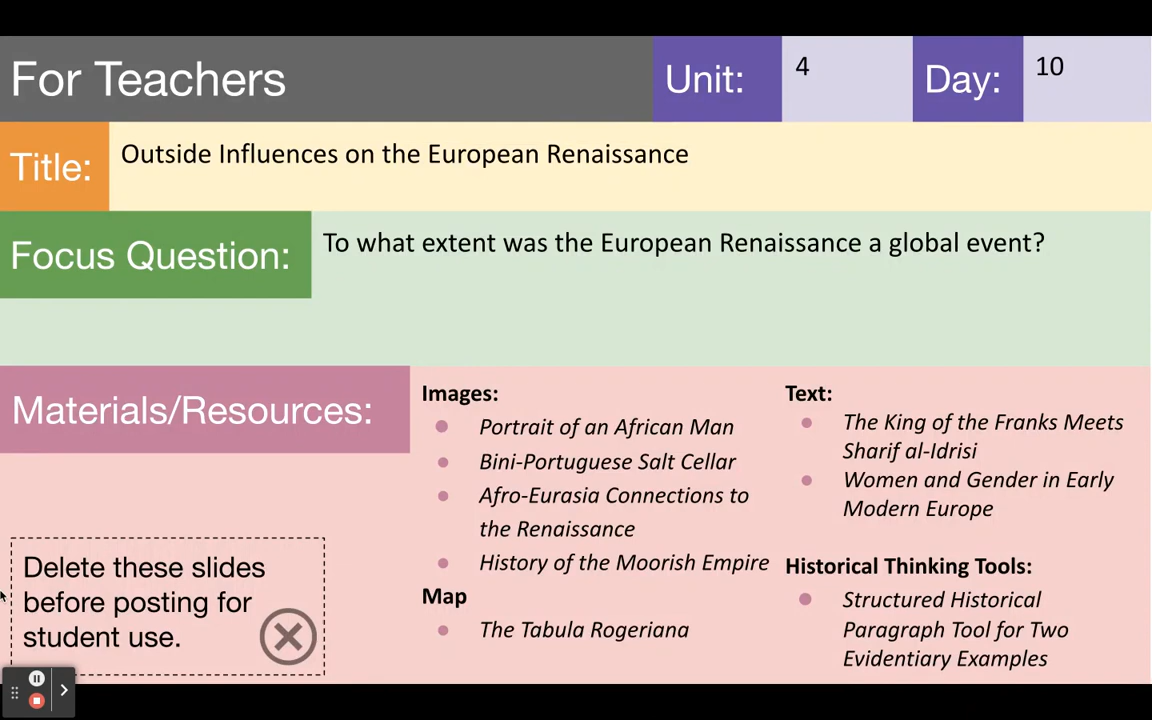 For Teachers
Unit:
4
Day:
10
Title:
Outside Influences on the European Renaissance
Focus Question:
To what extent was the European Renaissance a global event?
Materials/Resources:
Images:
Portrait of an African Man
Bini-Portuguese Salt Cellar
Afro-Eurasia Connections to
the Renaissance
History of the Moorish Empire
Map
The Tabula Rogeriana
Text:
The King of the Franks Meets
Sharif al-Idrisi
Women and Gender in Early
Modern Europe
Historical Thinking Tools:
Structured Historical
Paragraph Tool for Two
Evidentiary Examples
Delete these slides
before posting for
student use.